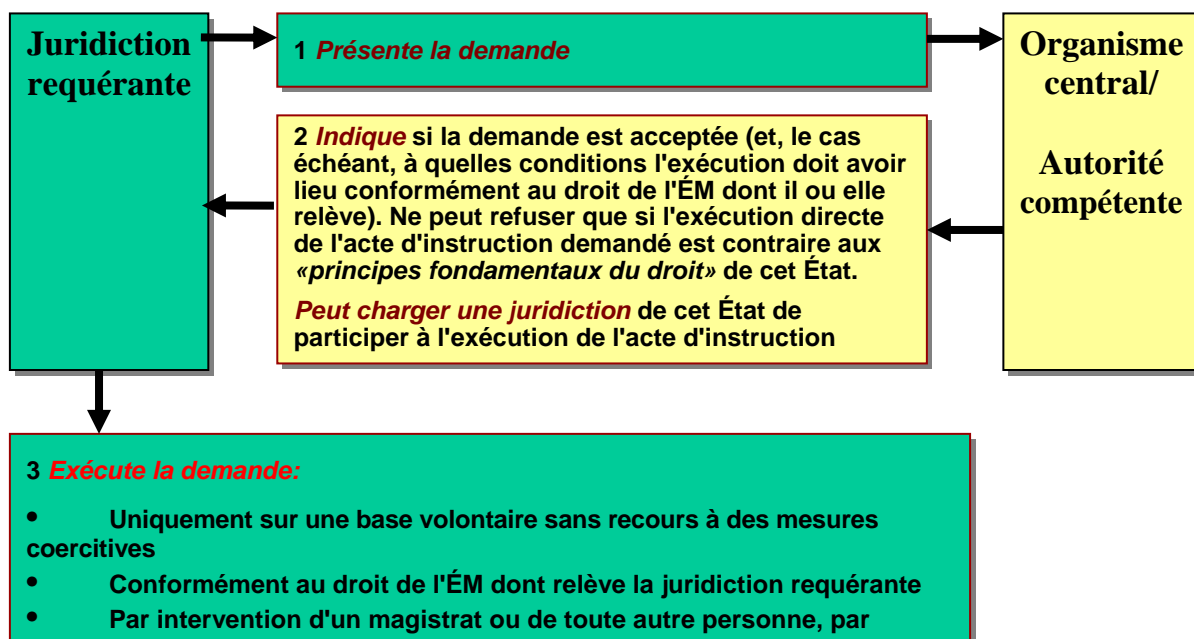 Juridiction
requérante
1 Présente la demande
Organisme
central/
Autorité
compétente
2 Indique si la demande est acceptée (et, le cas
échéant, à quelles conditions l'exécution doit avoir
lieu conformément au droit de l'ÉM dont il ou elle
relève). Ne peut refuser que si l'exécution directe
de l'acte d'instruction demandé est contraire aux
«principes fondamentaux du droit» de cet État.
Peut charger une juridiction de cet État de
participer à l'exécution de l'acte d'instruction
3 Exécute la demande:
• Uniquement sur une base volontaire sans recours à des mesures
coercitives
• Conformément au droit de l'ÉM dont relève la juridiction requérante
• Par intervention d'un magistrat ou de toute autre personne, par